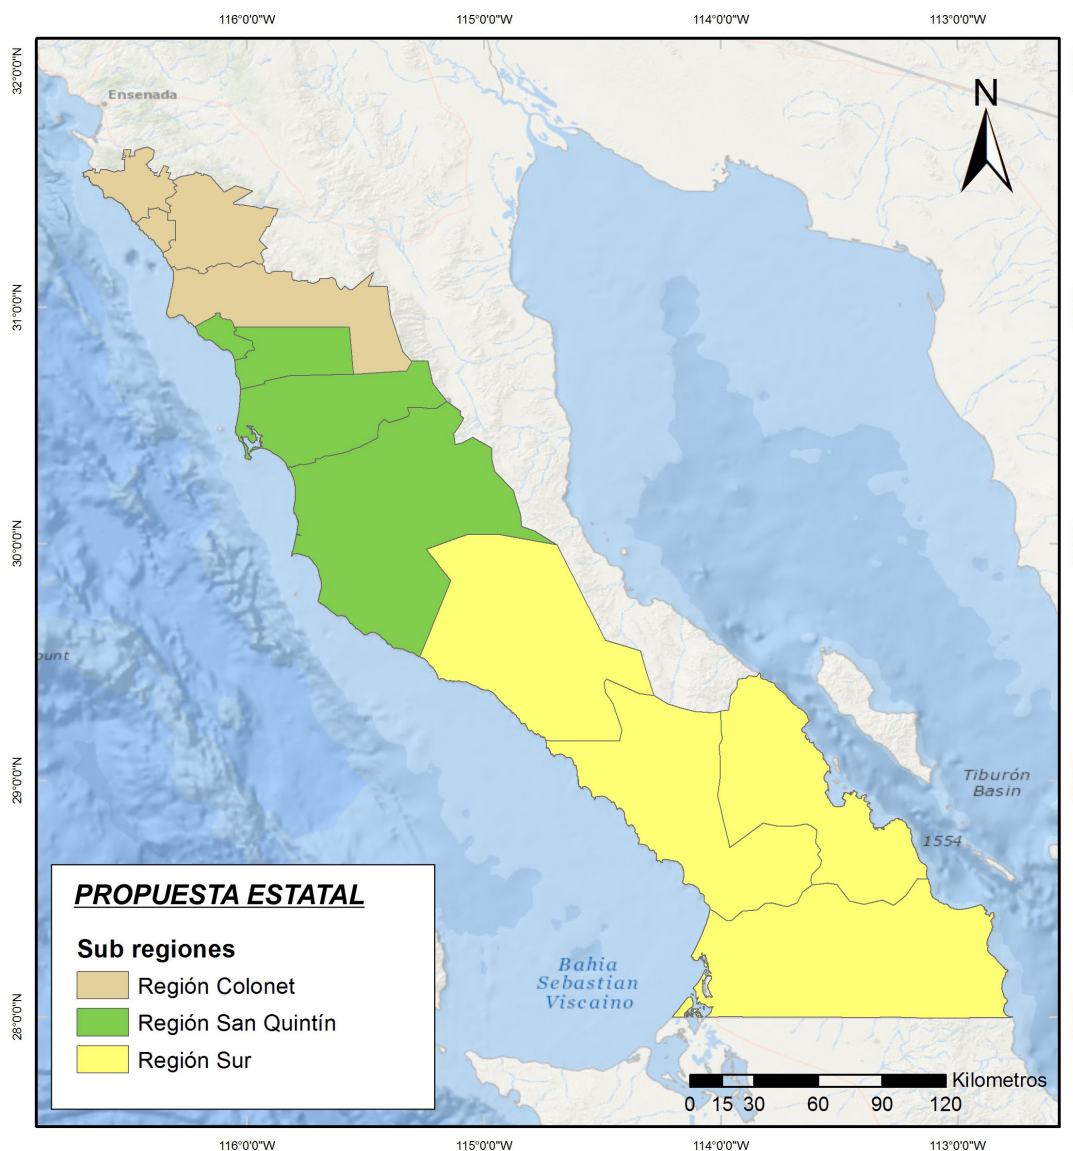 116°0'0"W 115°0'0"W 114°0'0"W 113°0'0"W
32°0'0"N
31°0'0"N
30°0'0"N
29°0'0"N
28°0'0"N
Ensenada
N
ount
Tiburón
Basin
1554
Bahia
Sebastian
Viscaino
PROPUESTA ESTATAL
Sub regiones
Región Colonet
Región San Quintín
Región Sur
Kilometros
0 15 30 60 90 120
116°0'0"W 115°0'0"W 114°0'0"W 113°0'0"W